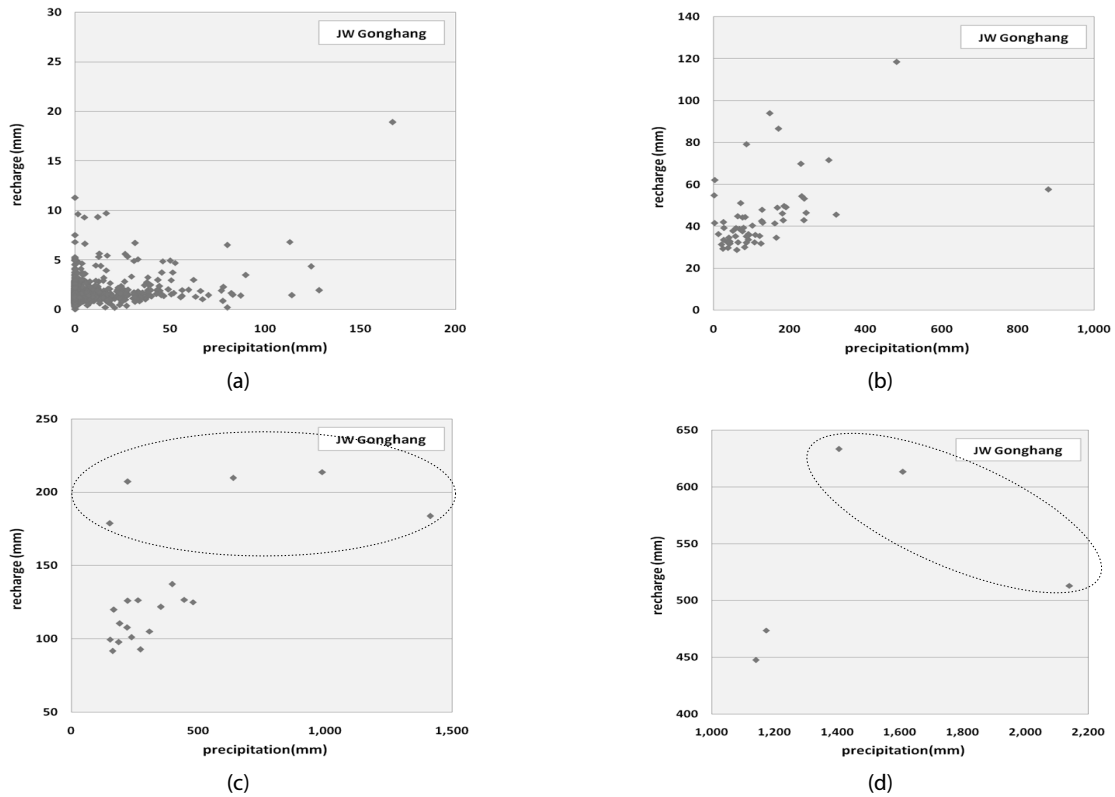 JW Gonghang
recharge (mm)
30
25
20
15
10
5
0
0 50 100 150 200
precipitation(mm)
(a)
JW Gonghang
recharge (mm)
140
120
100
80
60
40
20
0
0 200 400 600 800 1,000
precipitation(mm)
(b)
JW Gonghang
recharge (mm)
250
200
150
100
50
0 500 1,000 1,500
precipitation(mm)
(c)
JW Gonghang
recharge (mm)
650
600
550
500
450
400
1,000 1,200 1,400 1,600 1,800 2,000 2,200
precipitation(mm)
(d)